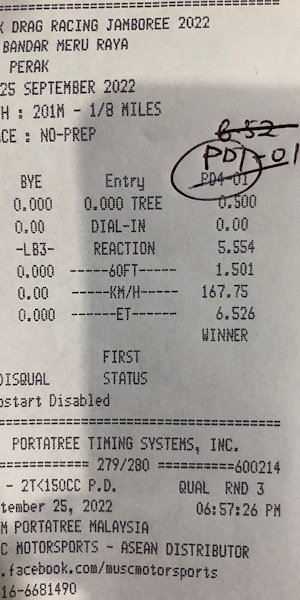 K DRAG RACING JAMBOREE 2022
BANDAR MERU RAYA
PERAK
25 SEPTEMBER 2022
H : 201M - 1/8 MILES
ACE : NO-PREP
B52
PD1-01
BYE Entry PD4-01
0.000 0.000 TREE 0.500
0.00 DIAL-IN 0.00
-LB3- REACTION 5.554
0.000 ------60FT----- 1.501
0.00 -----KM/H----- 167.75
0.000 ------ET------ 6.526
WINNER
FIRST
DISQUAL STATUS
ostart Disabled
PORTATREE TIMING SYSTEMS, INC.
=========== 279/280 ==========600214
- 2T<150CC P.D. QUAL RND 3
tember 25, 2022 06:57:26 PM
M PORTATREE MALAYSIA
C MOTORSPORTS - ASEAN DISTRIBUTOR
.facebook.com/muscmotorsports
16-6681490